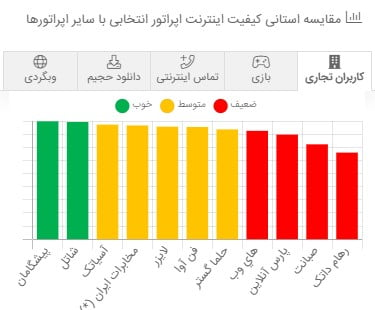 مقایسه استانی کیفیت اینترنت اپراتور انتخابی با سایر اپراتورها
کاربران تجاری
بازی
تماس اینترنتی
دانلود حجیم
وبگردی
ضعیف
متوسط
خوب
پیشگامان
شاتل
آسیاتک
مخابرات ایران (*)
لایزر
فن آوا
حلما گستر
های وب
پارس آنلاین
صبانت
رهام داتک